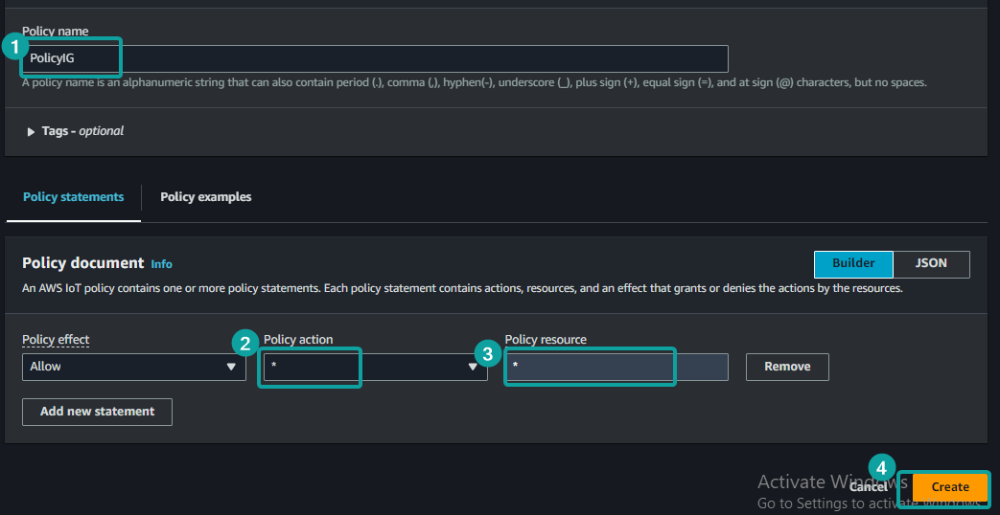 Policy name
1
PolicyIG
A policy name is an alphanumeric string that can also contain period (.), comma (,), hyphen(-), underscore (_), plus sign (+), equal sign (=), and at sign (@) characters, but no spaces.
Tags - optional
Policy statements Policy examples
Policy document Info Builder JSON
An AWS IoT policy contains one or more policy statements. Each policy statement contains actions, resources, and an effect that grants or denies the actions by the resources.
Policy effect 2 Policy action 3 Policy resource
Allow * * Remove
Add new statement
4
Activate Windows
Cancel Create
Go to Settings to activate Windows.